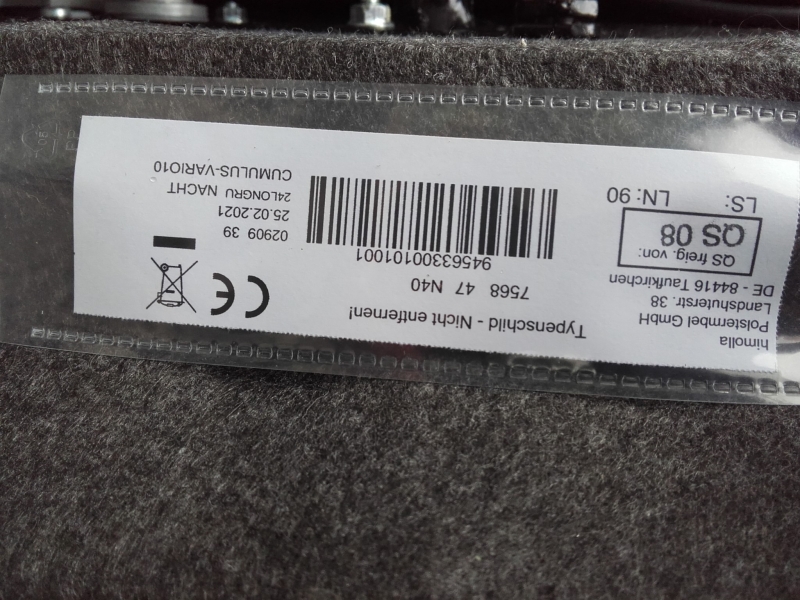 himolla
Polstermbel GmbH
Landshuterstr. 38
DE - 84416 Taufkirchen
QS freig. von:
QS 08
LS: LN: 90
Typenschild - Nicht entfernen!
7568 47 N40
94563300101001
CE
02909 39
25.02.2021
24LONGRU NACHT
CUMULUS-VARIO10